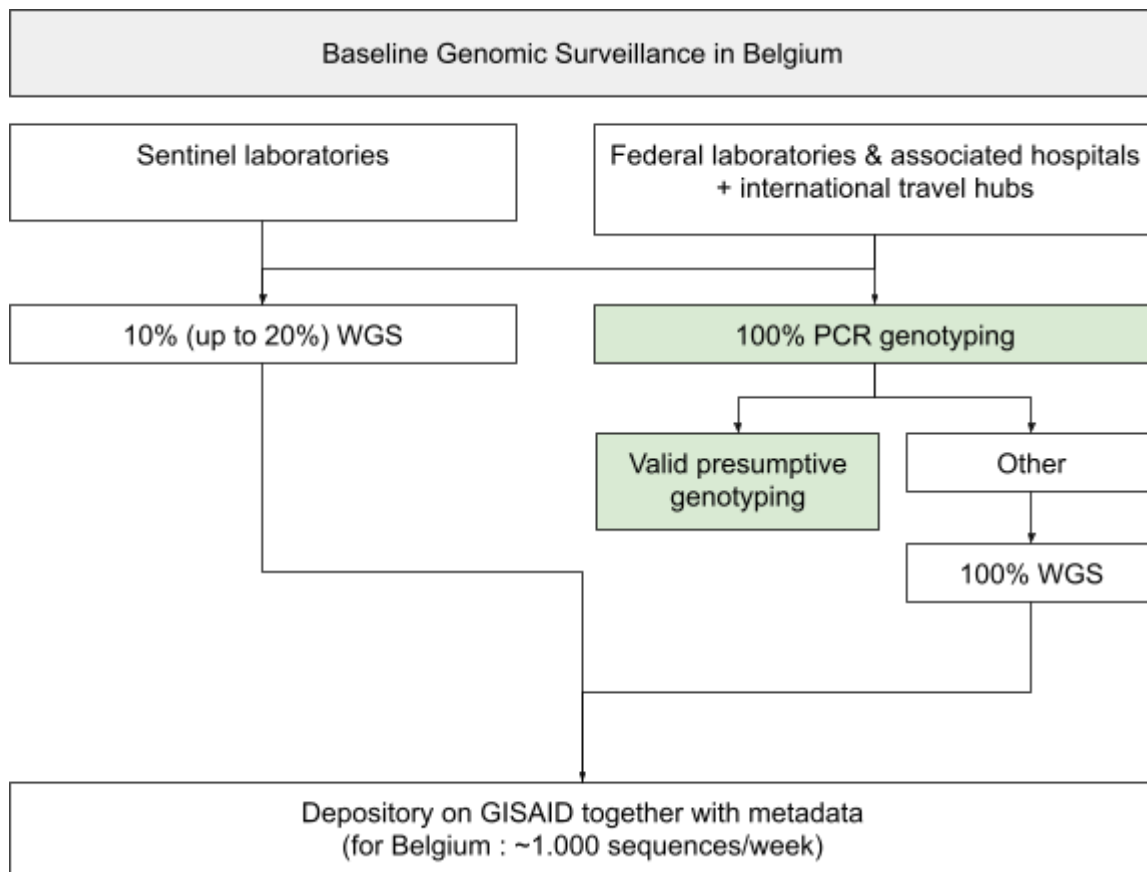 Baseline Genomic Surveillance in Belgium
Sentinel laboratories
Federal laboratories & associated hospitals
+ international travel hubs
10% (up to 20%) WGS
100% PCR genotyping
Valid presumptive
genotyping
Other
100% WGS
Depository on GISAID together with metadata
(for Belgium : ~1.000 sequences/week)